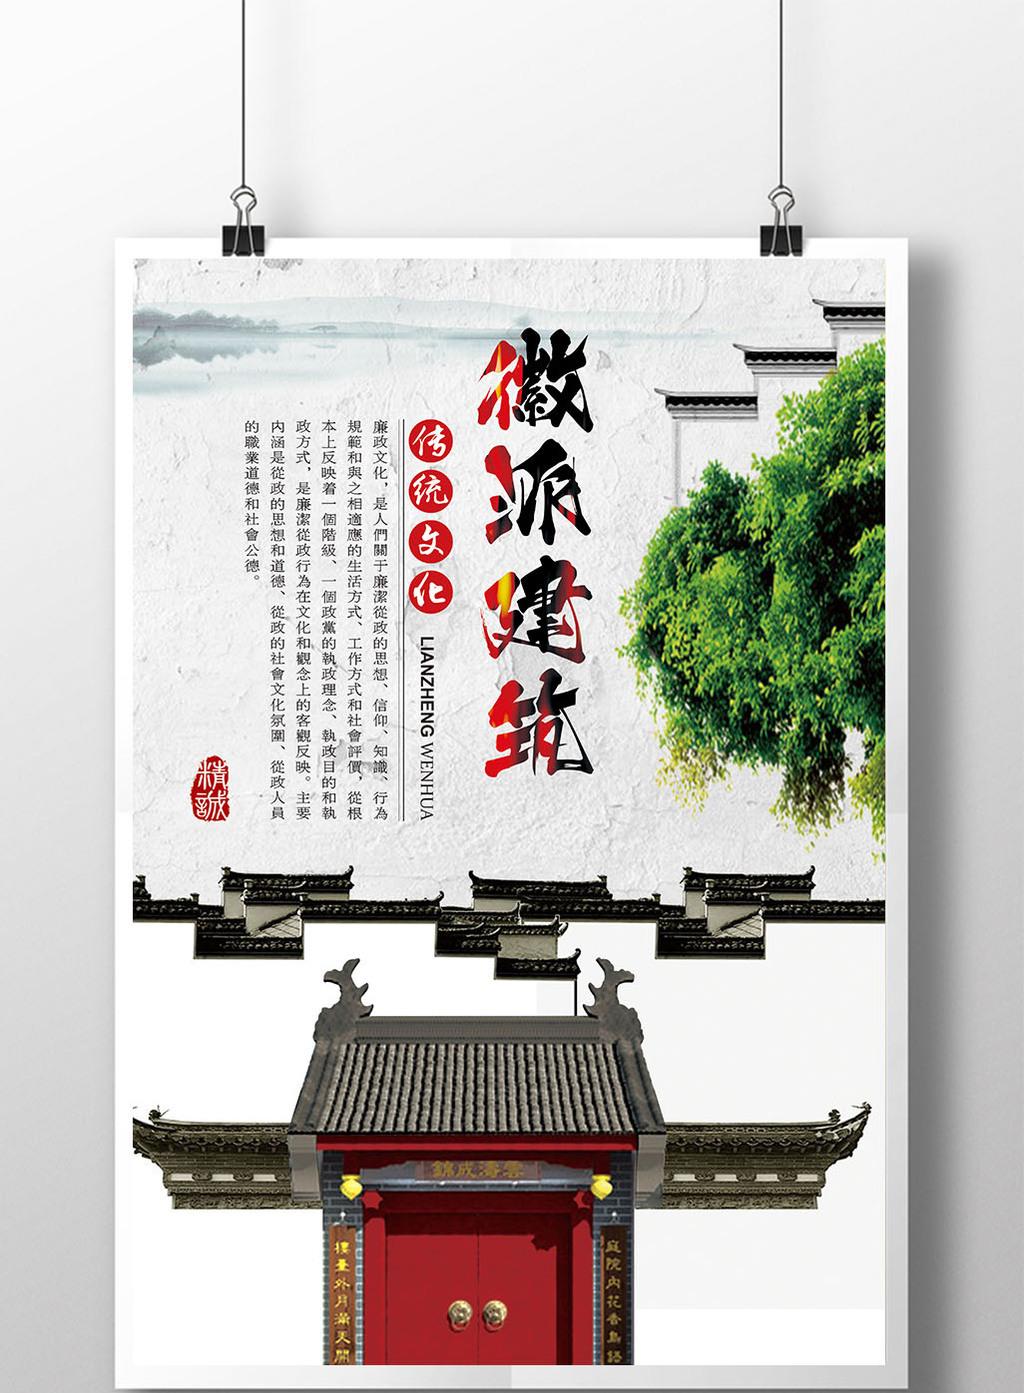 徽派建筑
传统文化
LIANZHENG WENHUA
廉政文化，是人們關于廉潔從政的思想、信仰、知識、行為
規範和與之相適應的生活方式、工作方式和社會評價，從根
本上反映着一個階級、一個政黨的執政理念、執政目的和執
政方式，是廉潔從政行為在文化和觀念上的客觀反映。主要
内涵是從政的思想和道德、從政的社會文化氛圍、從政人員
的職業道德和社會公德。
精誠
錦成濤雲
庭院内花香鳥語
樓臺外月滿天開